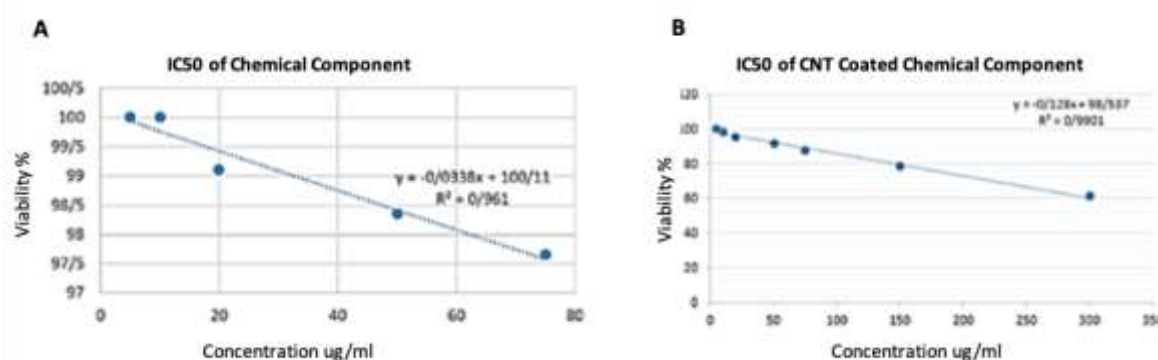 A
IC50 of Chemical Component
100/5
100
99/5
99
98/5
98
97/5
97
Viability %
y = -0/0338x + 100/11
R² = 0/961
0
20
40
60
80
Concentration ug/ml
B
IC50 of CNT Coated Chemical Component
120
100
80
60
40
20
0
Viability %
y = -0/128x + 98/537
R² = 0/9901
0
50
100
150
200
250
300
350
Concentration ug/ml